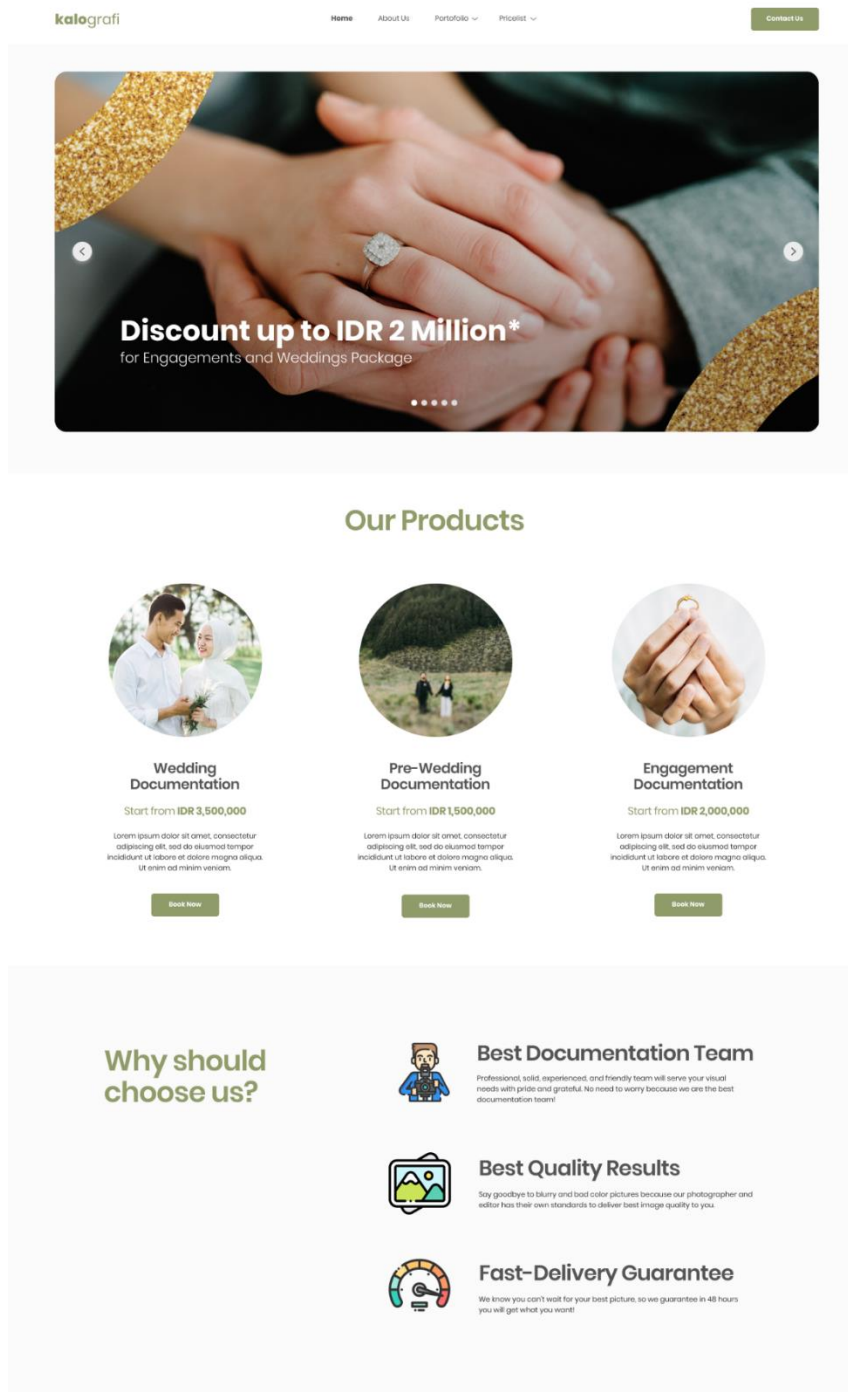 kalografi
Home About Us Portofolio Pricelist Contact Us
Discount up to IDR 2 Million*
for Engagements and Weddings Package
Our Products
Wedding
Documentation
Start from IDR 3,500,000
Lorem ipsum dolor sit amet, consectetur
adipiscing elit, sed do eiusmod tempor
incididunt ut labore et dolore magna aliqua.
Ut enim ad minim veniam.
Book Now
Pre-Wedding
Documentation
Start from IDR 1,500,000
Lorem ipsum dolor sit amet, consectetur
adipiscing elit, sed do eiusmod tempor
incididunt ut labore et dolore magna aliqua.
Ut enim ad minim veniam.
Book Now
Engagement
Documentation
Start from IDR 2,000,000
Lorem ipsum dolor sit amet, consectetur
adipiscing elit, sed do eiusmod tempor
incididunt ut labore et dolore magna aliqua.
Ut enim ad minim veniam.
Book Now
Why should
choose us?
Best Documentation Team
Professional, solid, experienced, and friendly team will serve your visual
needs with pride and grateful. No need to worry because we are the best
documentation team!
Best Quality Results
Say goodbye to blurry and bad color pictures because our photographer and
editor has their own standards to deliver best image quality to you.
Fast-Delivery Guarantee
We know you can't wait for your best picture, so we guarantee in 48 hours
you will get what you want!